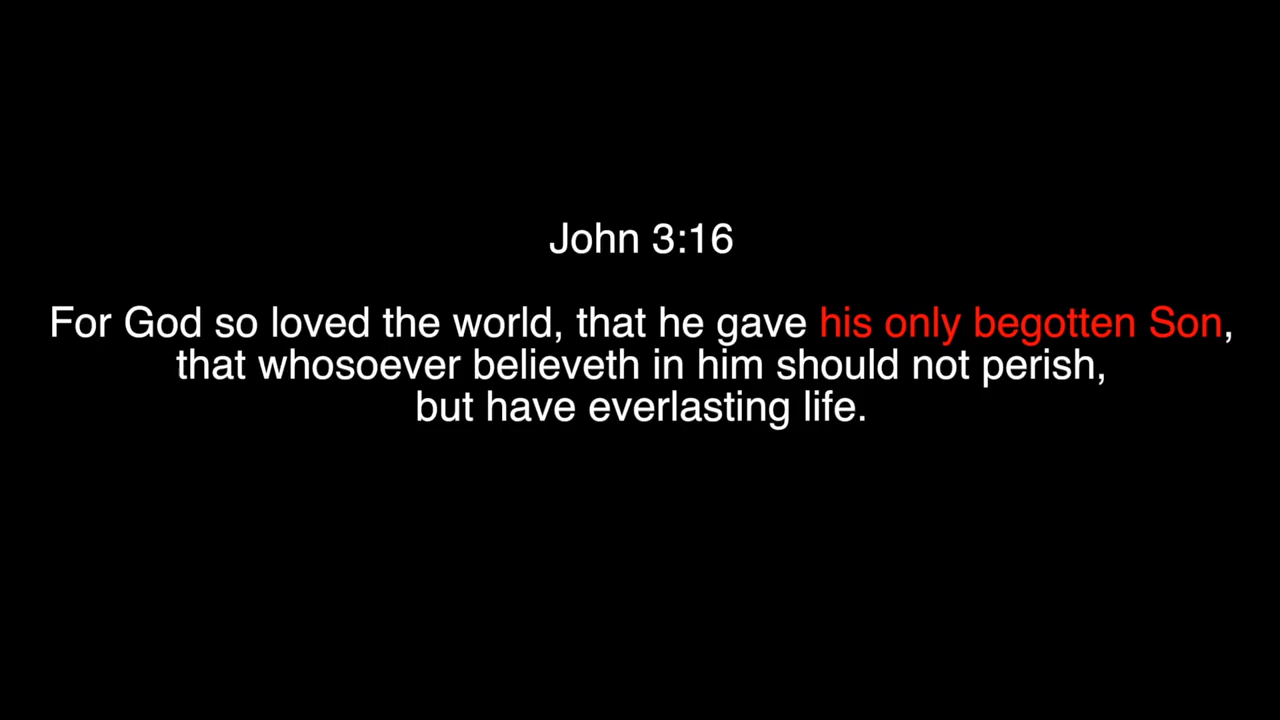 John 3:16
For God so loved the world, that he gave his only begotten Son,
that whosoever believeth in him should not perish,
but have everlasting life.